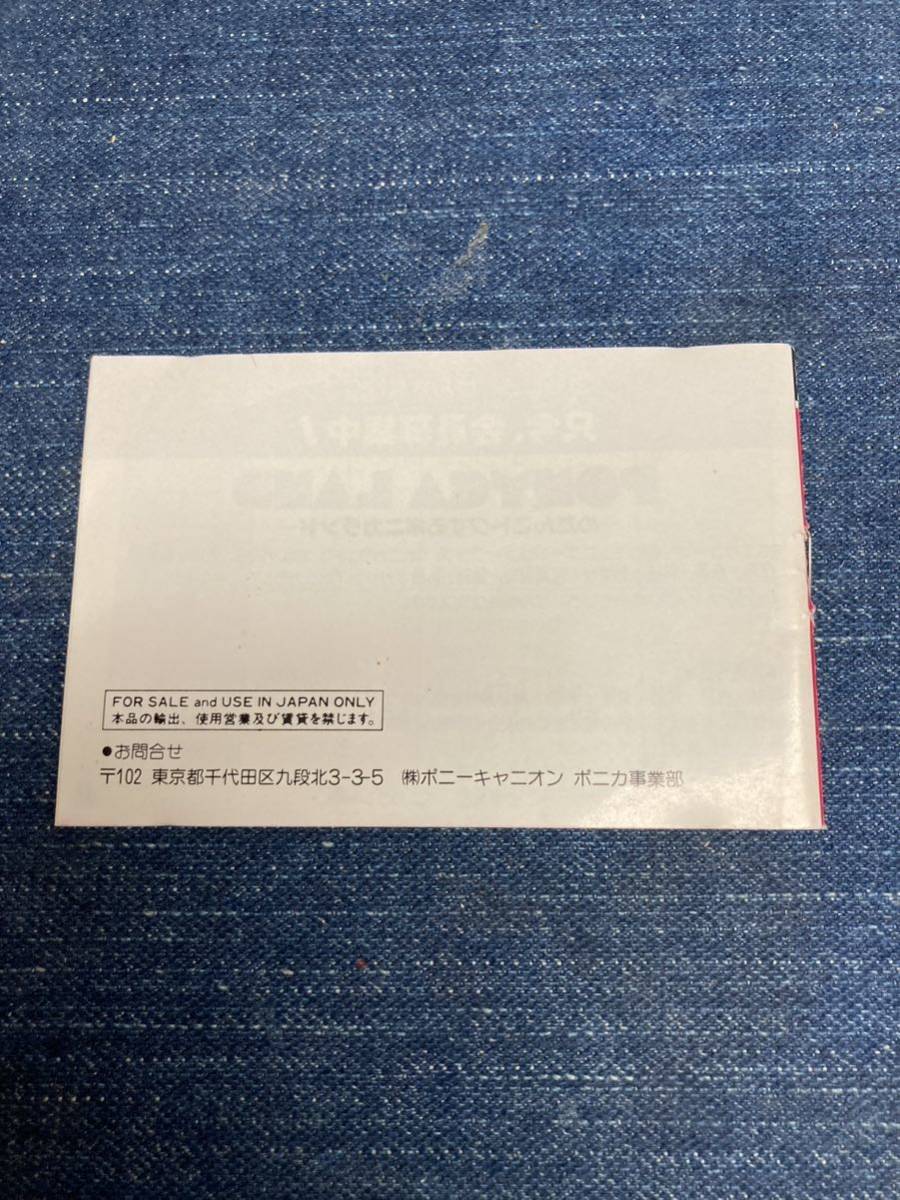 FOR SALE and USE IN JAPAN ONLY
本品の輸出、使用営業及び賃貸を禁じます。
●お問合せ
〒102 東京都千代田区九段北3-3-5 ㈱ポニーキャニオン ポニカ事業部